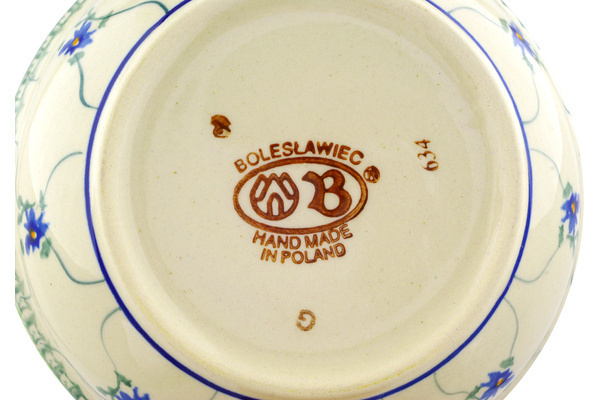 BOLESŁAWIEC
B
HAND MADE
IN POLAND
634
G